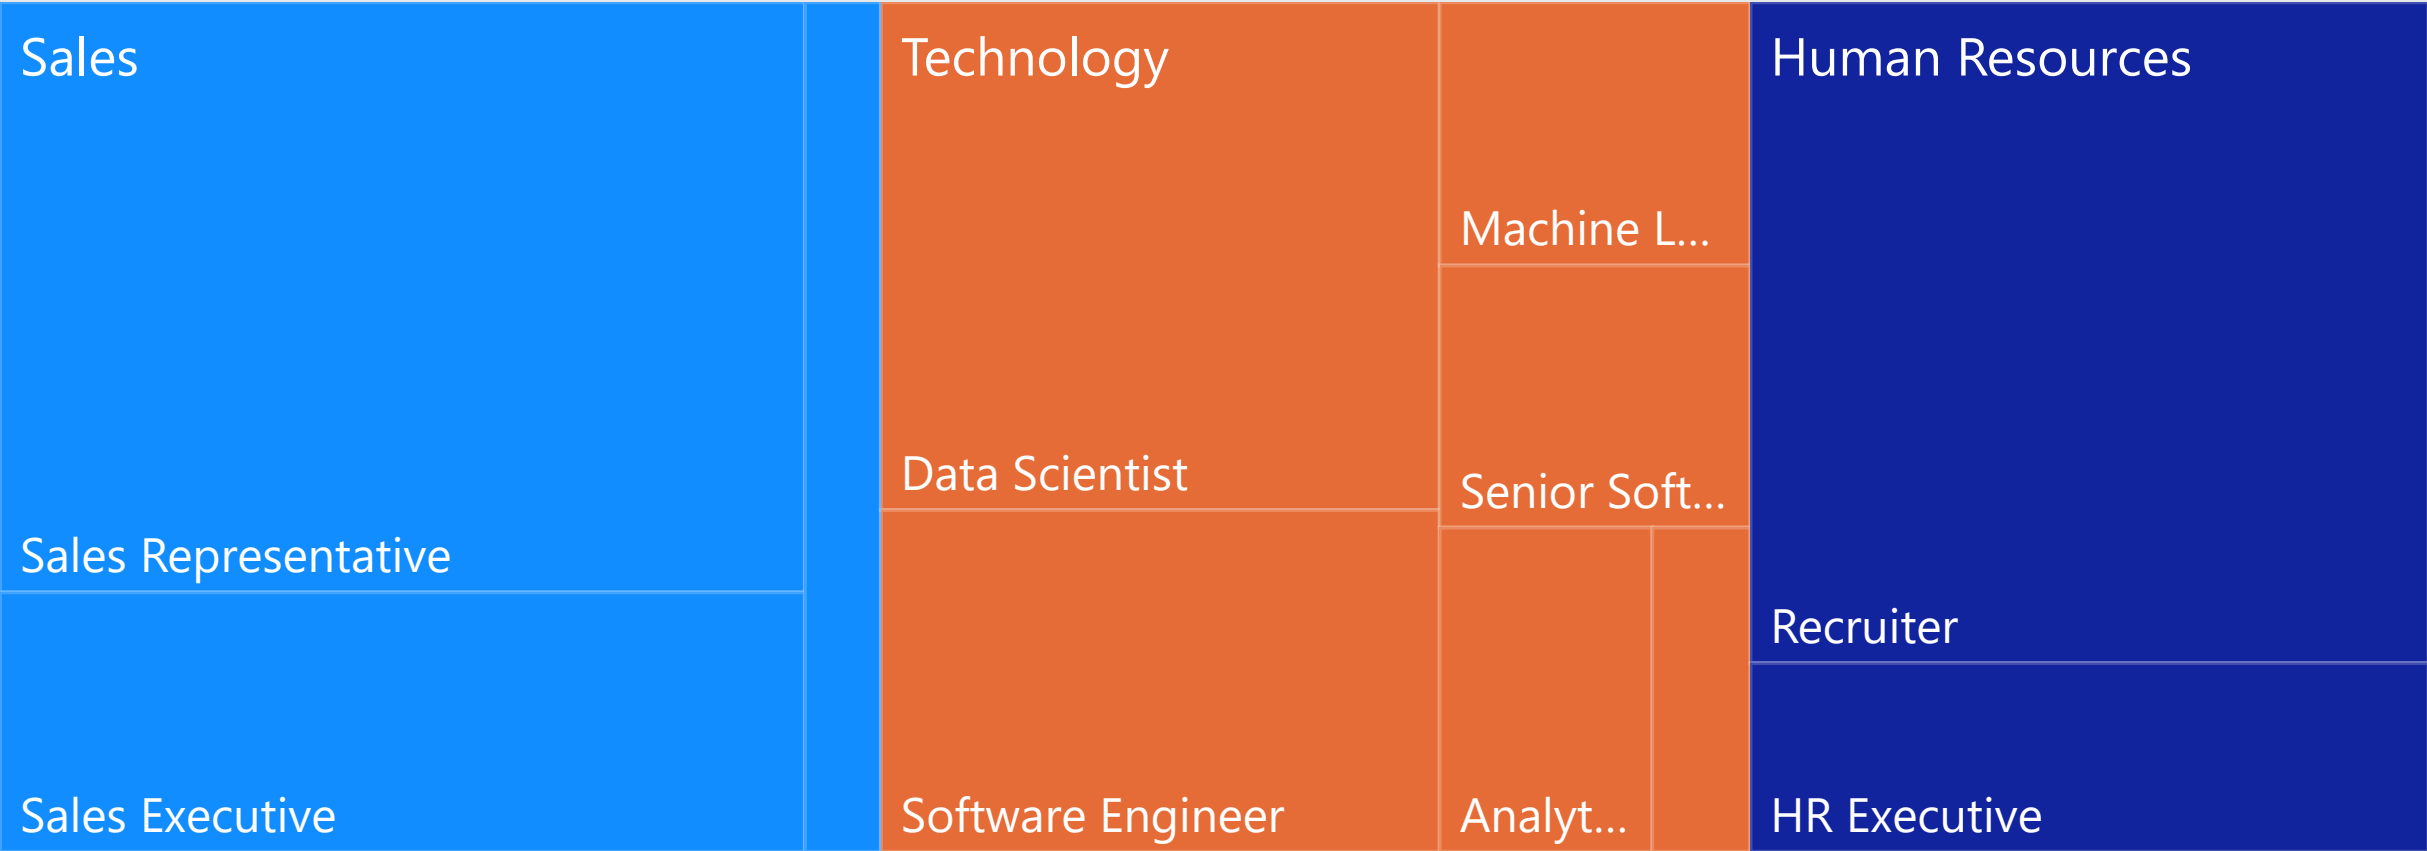 Sales
Sales Representative
Sales Executive
Technology
Data Scientist
Software Engineer
Machine L...
Senior Soft...
Analyt...
Human Resources
Recruiter
HR Executive